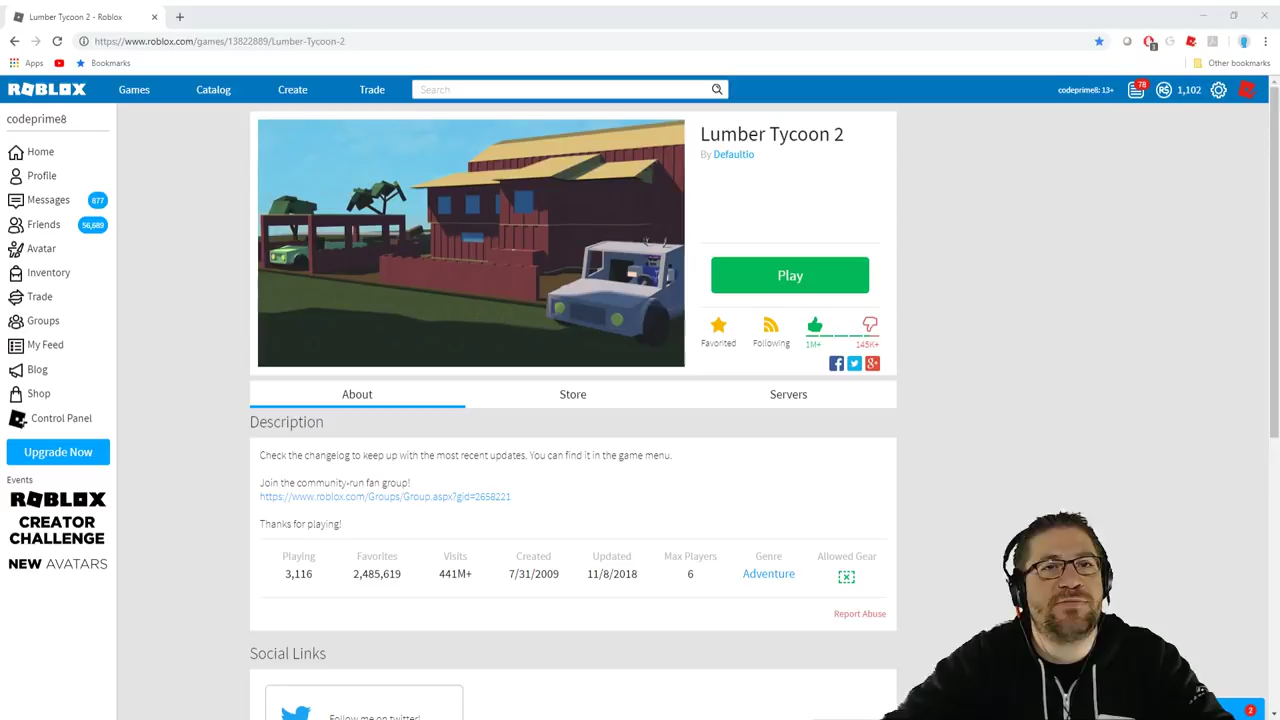 Lumber Tycoon 2 - Roblox
https://www.roblox.com/games/13822889/Lumber-Tycoon-2
Apps
Bookmarks
Other bookmarks
ROBLOX
Games
Catalog
Create
Trade
Search
codeprime8: 13+
78
1,102
codeprime8
Home
Profile
Messages 877
Friends 56,689
Avatar
Inventory
Trade
Groups
My Feed
Blog
Shop
Control Panel
Upgrade Now
Events
ROBLOX
CREATOR
CHALLENGE
NEW AVATARS
Lumber Tycoon 2
By Defaultio
Play
Favorited
Following
1M+
145K+
About
Store
Servers
Description
Check the changelog to keep up with the most recent updates. You can find it in the game menu.
Join the community-run fan group!
https://www.roblox.com/Groups/Group.aspx?gid=2658221
Thanks for playing!
Playing Favorites Visits Created Updated Max Players Genre Allowed Gear
3,116 2,485,619 441M+ 7/31/2009 11/8/2018 6 Adventure
Report Abuse
Social Links
Follow me on twitter!
2